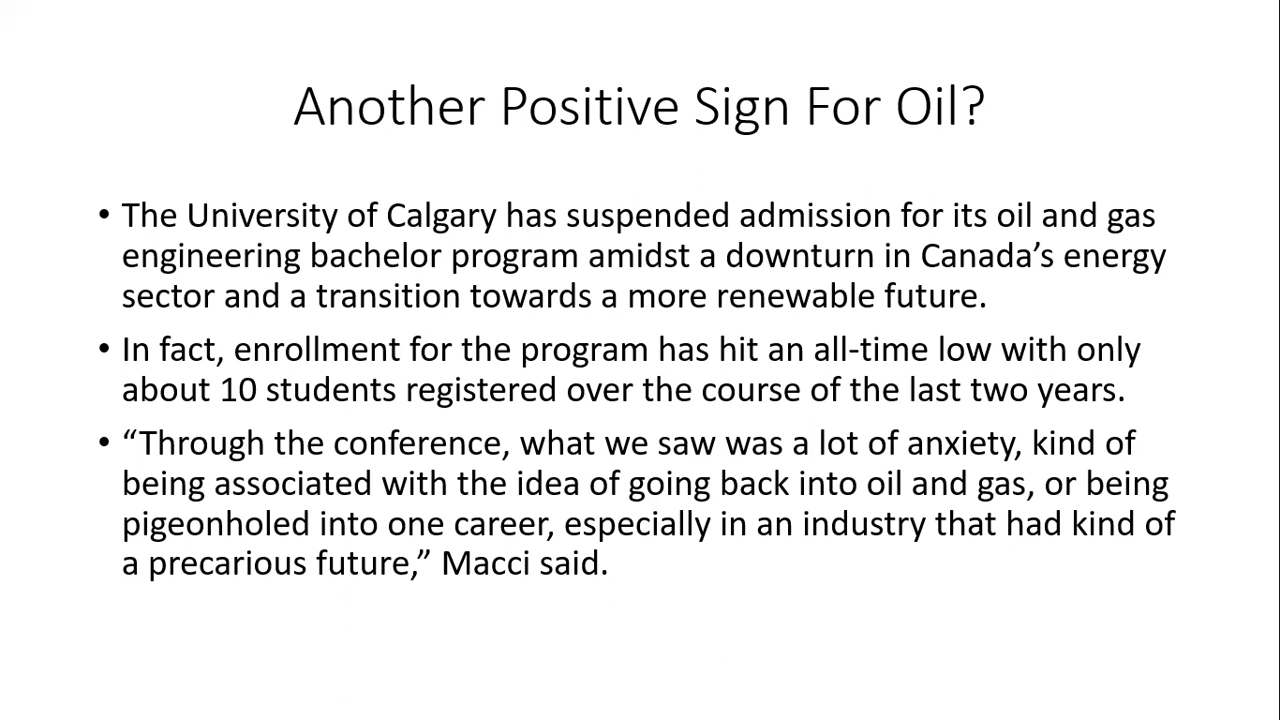 Another Positive Sign For Oil?
• The University of Calgary has suspended admission for its oil and gas
engineering bachelor program amidst a downturn in Canada’s energy
sector and a transition towards a more renewable future.
• In fact, enrollment for the program has hit an all-time low with only
about 10 students registered over the course of the last two years.
• “Through the conference, what we saw was a lot of anxiety, kind of
being associated with the idea of going back into oil and gas, or being
pigeonholed into one career, especially in an industry that had kind of
a precarious future,” Macci said.